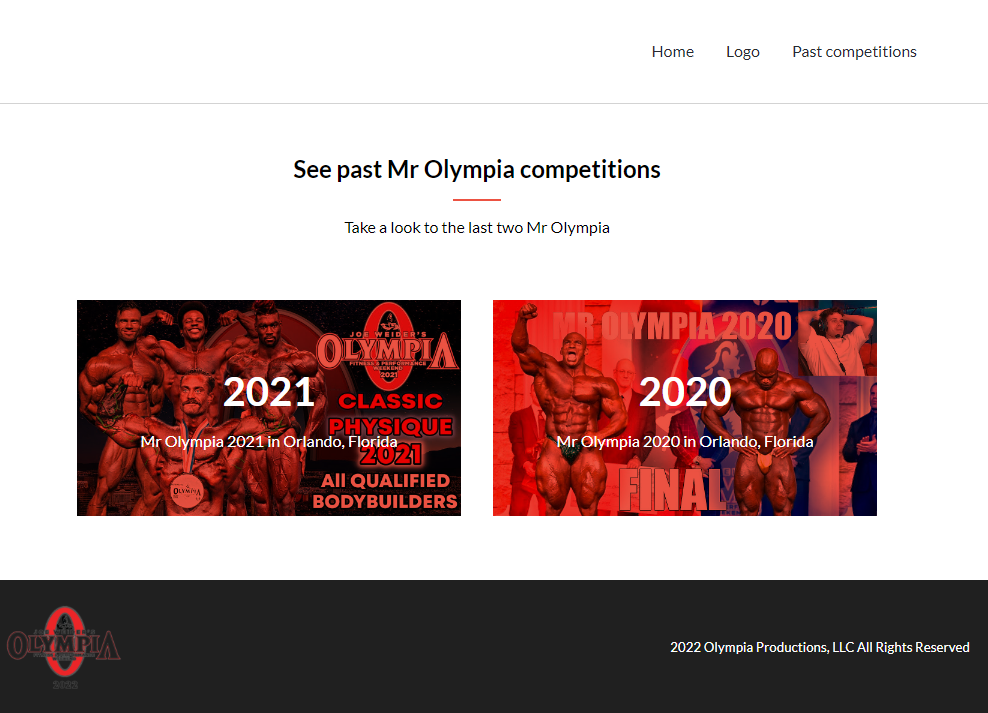 Home Logo Past competitions
See past Mr Olympia competitions
Take a look to the last two Mr Olympia
JOE WEIDER'S
OLYMPIA
FITNESS & PERFORMANCE
WEEKEND
2021
2021
CLASSIC
PHYSIQUE
Mr Olympia 2021 in Orlando, Florida
2021
All QUALIFIED
BODYBUILDERS
OLYMPIA
MR OLYMPIA 2020
2020
Mr Olympia 2020 in Orlando, Florida
FINAL
JOE WEIDER'S
OLYMPIA
2022
2022 Olympia Productions, LLC All Rights Reserved